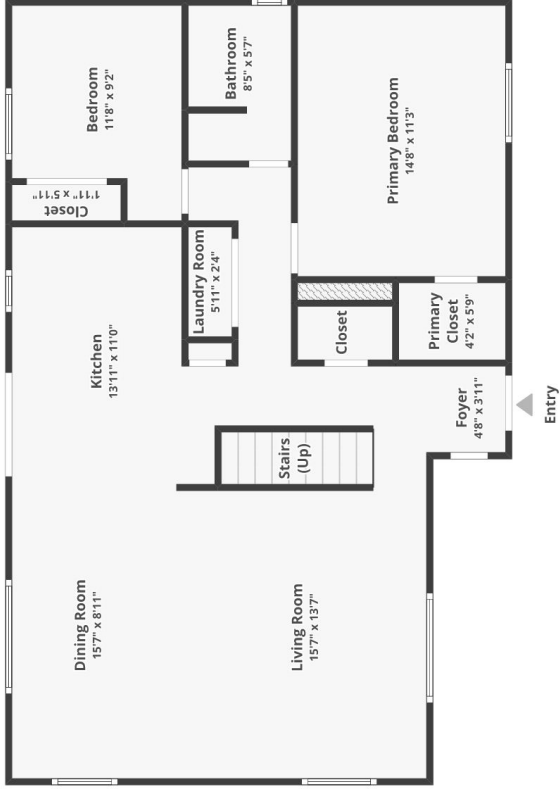 Bedroom
11'8" x 9'2"
Bathroom
8'5" x 5'7"
Primary Bedroom
14'8" x 11'3"
Closet
1'11" x 5'11"
Laundry Room
5'11" x 2'4"
Closet
Primary
Closet
4'2" x 5'9"
Kitchen
13'11" x 11'0"
Foyer
4'8" x 3'11"
Entry
Stairs
(Up)
Dining Room
15'7" x 8'11"
Living Room
15'7" x 13'7"